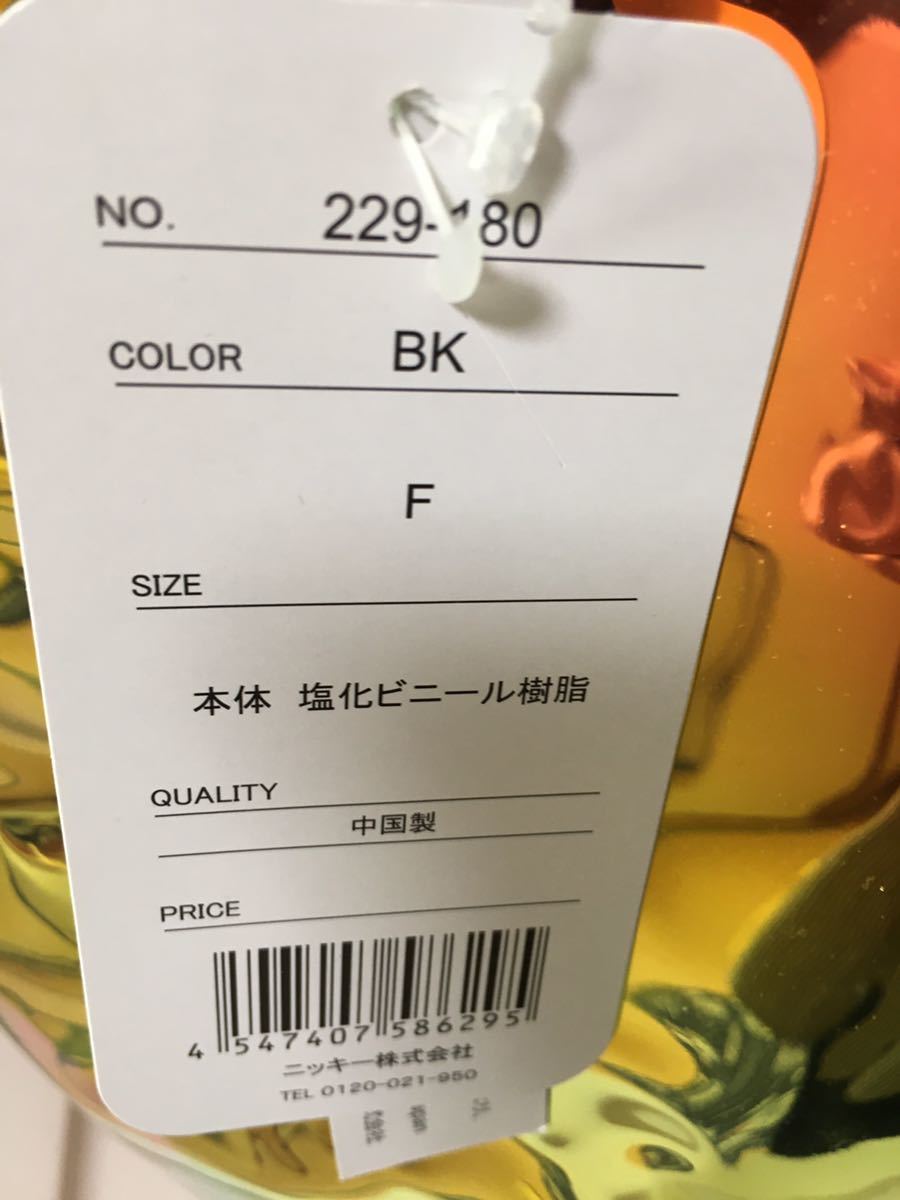 NO. 229-180
COLOR BK
F
SIZE
本体 塩化ビニール樹脂
QUALITY
中国製
PRICE
4 547407 586295
ニッキー株式会社
TEL 0120-021-950